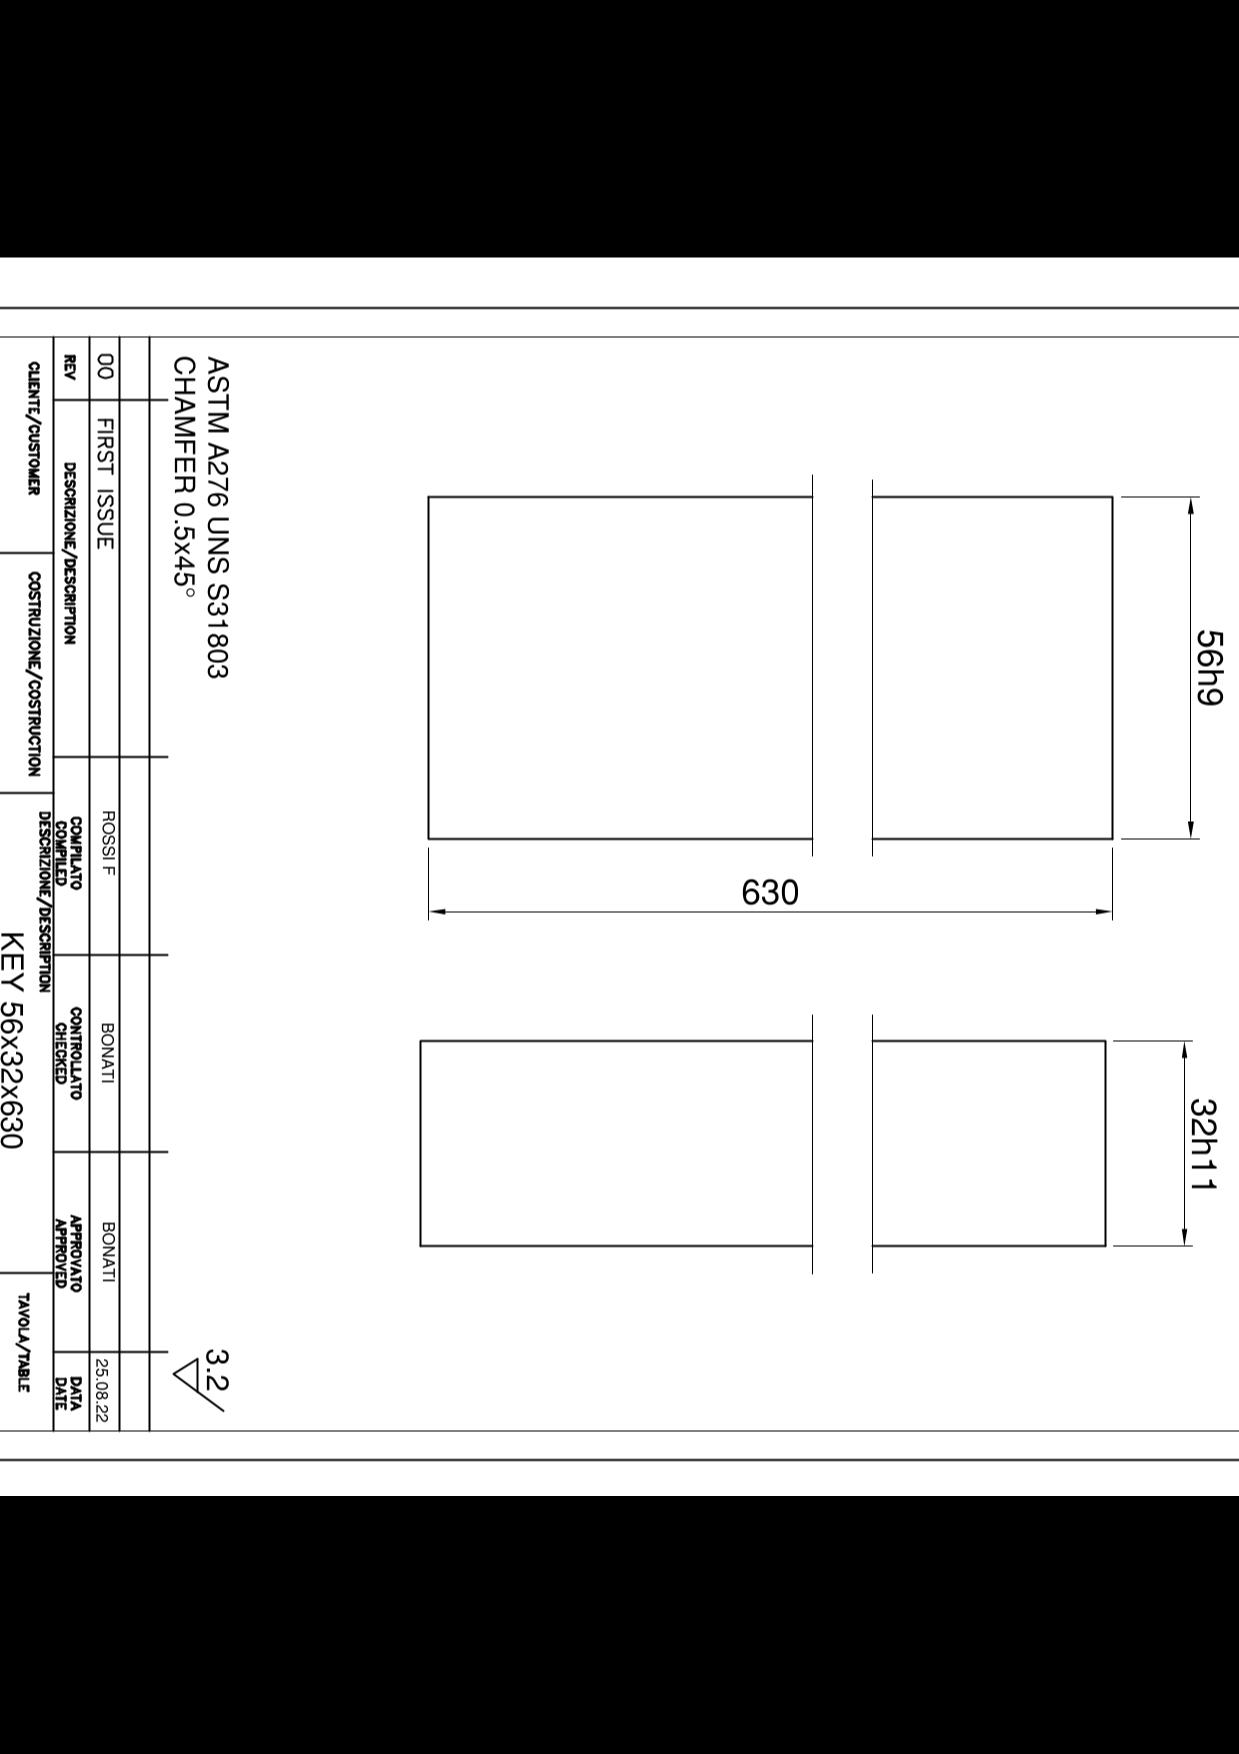 56h9
630
32h11
ASTM A276 UNS S31803
CHAMFER 0.5x45°
3.2
00 FIRST ISSUE ROSSI F BONATI BONATI 25.08.22
REV DESCRIZIONE/DESCRIPTION COMPILATO CONTROLLATO APPROVATO DATA
COMPILED CHECKED APPROVED DATE
CLIENTE/CUSTOMER COSTRUZIONE/COSTRUCTION DESCRIZIONE/DESCRIPTION TAVOLA/TABLE
KEY 56x32x630